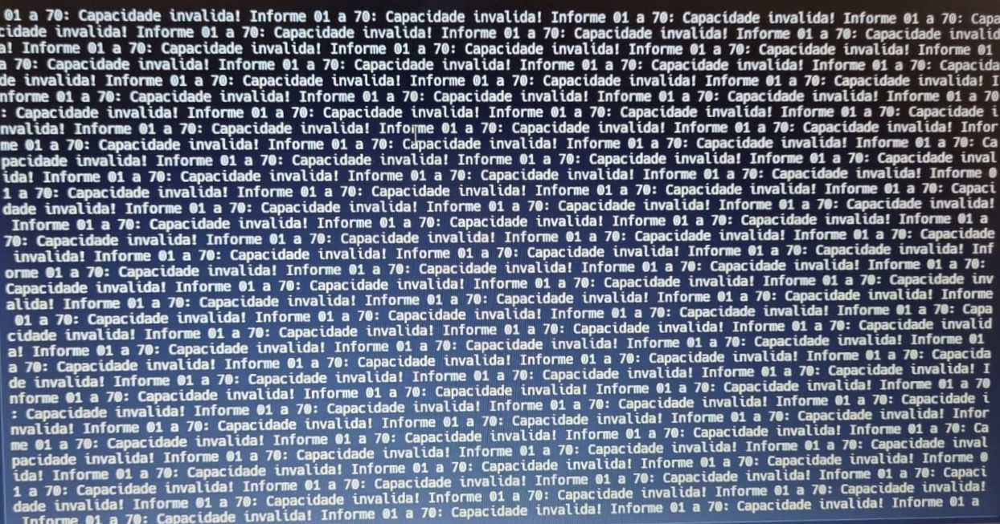 01 a 70: Capacidade invalida! Informe 01 a 70: Capacidade invalida! Informe 01 a 70: Capacidade invalida! Informe 01 a 70: Capa
cidade invalida! Informe 01 a 70: Capacidade invalida! Informe 01 a 70: Capacidade invalida! Informe 01 a 70: Capacidade invalid
a! Informe 01 a 70: Capacidade invalida! Informe 01 a 70: Capacidade invalida! Informe 01 a 70: Capacidade invalida! Informe 01
a 70: Capacidade invalida! Informe 01 a 70: Capacidade invalida! Informe 01 a 70: Capacidade invalida! Informe 01 a 70: Capacida
de invalida! Informe 01 a 70: Capacidade invalida! Informe 01 a 70: Capacidade invalida! Informe 01 a 70: Capacidade invalida! I
nforme 01 a 70: Capacidade invalida! Informe 01 a 70: Capacidade invalida! Informe 01 a 70: Capacidade invalida! Informe 01 a 70
: Capacidade invalida! Informe 01 a 70: Capacidade invalida! Informe 01 a 70: Capacidade invalida! Informe 01 a 70: Capacidade i
nvalida! Informe 01 a 70: Capacidade invalida! Informe 01 a 70: Capacidade invalida! Informe 01 a 70: Capacidade invalida! Infor
me 01 a 70: Capacidade invalida! Informe 01 a 70: Capacidade invalida! Informe 01 a 70: Capacidade invalida! Informe 01 a 70: Ca
pacidade invalida! Informe 01 a 70: Capacidade invalida! Informe 01 a 70: Capacidade invalida! Informe 01 a 70: Capacidade inval
ida! Informe 01 a 70: Capacidade invalida! Informe 01 a 70: Capacidade invalida! Informe 01 a 70: Capacidade invalida! Informe 0
1 a 70: Capacidade invalida! Informe 01 a 70: Capacidade invalida! Informe 01 a 70: Capacidade invalida! Informe 01 a 70: Capaci
dade invalida! Informe 01 a 70: Capacidade invalida! Informe 01 a 70: Capacidade invalida! Informe 01 a 70: Capacidade invalida!
Informe 01 a 70: Capacidade invalida! Informe 01 a 70: Capacidade invalida! Informe 01 a 70: Capacidade invalida! Informe 01 a
70: Capacidade invalida! Informe 01 a 70: Capacidade invalida! Informe 01 a 70: Capacidade invalida! Informe 01 a 70: Capacidade
invalida! Informe 01 a 70: Capacidade invalida! Informe 01 a 70: Capacidade invalida! Informe 01 a 70: Capacidade invalida! Inf
orme 01 a 70: Capacidade invalida! Informe 01 a 70: Capacidade invalida! Informe 01 a 70: Capacidade invalida! Informe 01 a 70:
Capacidade invalida! Informe 01 a 70: Capacidade invalida! Informe 01 a 70: Capacidade invalida! Informe 01 a 70: Capacidade inv
alida! Informe 01 a 70: Capacidade invalida! Informe 01 a 70: Capacidade invalida! Informe 01 a 70: Capacidade invalida! Informe
01 a 70: Capacidade invalida! Informe 01 a 70: Capacidade invalida! Informe 01 a 70: Capacidade invalida! Informe 01 a 70: Capa
cidade invalida! Informe 01 a 70: Capacidade invalida! Informe 01 a 70: Capacidade invalida! Informe 01 a 70: Capacidade invalid
a! Informe 01 a 70: Capacidade invalida! Informe 01 a 70: Capacidade invalida! Informe 01 a 70: Capacidade invalida! Informe 01
a 70: Capacidade invalida! Informe 01 a 70: Capacidade invalida! Informe 01 a 70: Capacidade invalida! Informe 01 a 70: Capacida
de invalida! Informe 01 a 70: Capacidade invalida! Informe 01 a 70: Capacidade invalida! Informe 01 a 70: Capacidade invalida! I
nforme 01 a 70: Capacidade invalida! Informe 01 a 70: Capacidade invalida! Informe 01 a 70: Capacidade invalida! Informe 01 a 70
: Capacidade invalida! Informe 01 a 70: Capacidade invalida! Informe 01 a 70: Capacidade invalida! Informe 01 a 70: Capacidade i
nvalida! Informe 01 a 70: Capacidade invalida! Informe 01 a 70: Capacidade invalida! Informe 01 a 70: Capacidade invalida! Infor
me 01 a 70: Capacidade invalida! Informe 01 a 70: Capacidade invalida! Informe 01 a 70: Capacidade invalida! Informe 01 a 70: Ca
pacidade invalida! Informe 01 a 70: Capacidade invalida! Informe 01 a 70: Capacidade invalida! Informe 01 a 70: Capacidade inval
ida! Informe 01 a 70: Capacidade invalida! Informe 01 a 70: Capacidade invalida! Informe 01 a 70: Capacidade invalida! Informe 0
1 a 70: Capacidade invalida! Informe 01 a 70: Capacidade invalida! Informe 01 a 70: Capacidade invalida! Informe 01 a 70: Capaci
dade invalida! Informe 01 a 70: Capacidade invalida! Informe 01 a 70: Capacidade invalida! Informe 01 a 70: Capacidade invalida!
Informe 01 a 70: Capacidade invalida! Informe 01 a 70: Capacidade invalida! Informe 01 a 70: Capacidade invalida! Informe 01 a